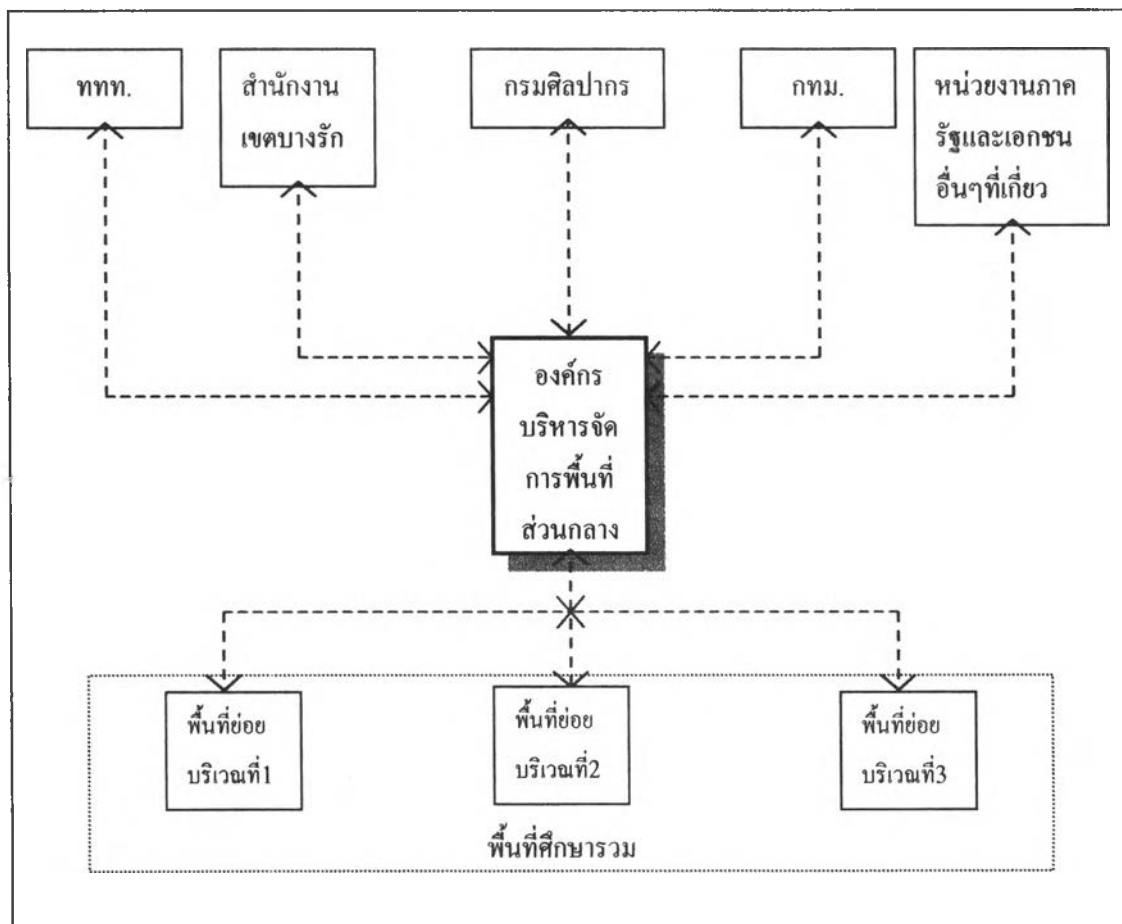 ททท.
สำนักงาน
เขตบางรัก
กรมศิลปากร
กทม.
หน่วยงานภาค
รัฐและเอกชน
อื่นๆที่เกี่ยว
องค์กร
บริหารจัด
การพื้นที่
ส่วนกลาง
พื้นที่ย่อย
บริเวณที่1
พื้นที่ย่อย
บริเวณที่2
พื้นที่ย่อย
บริเวณที่3
พื้นที่ศึกษารวม